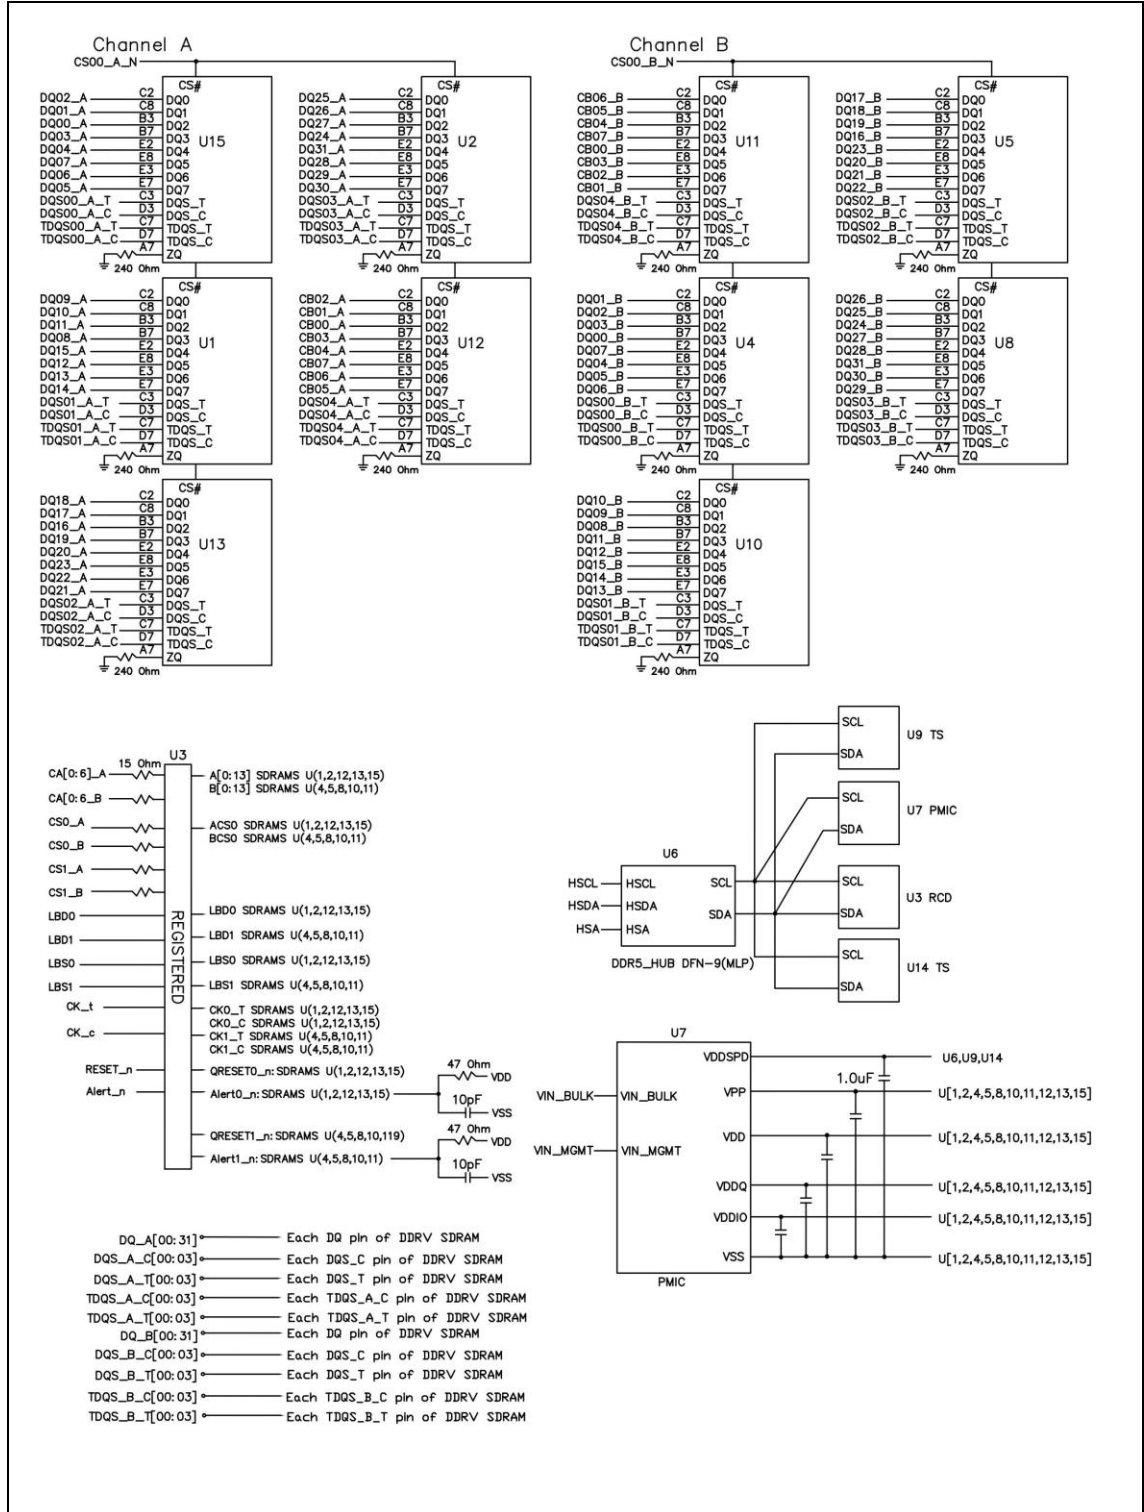 Channel A
CS00_A_N
CS#
DQ02_A C2 DQ0
DQ01_A C8 DQ1
DQ00_A B3 DQ2
DQ03_A B7 DQ3
DQ04_A E2 DQ4
DQ07_A E8 DQ5
DQ06_A E3 DQ6
DQ05_A E7 DQ7
DQS00_A_T C3 DQS_T
DQS00_A_C D3 DQS_C
TDQS00_A_T C7 TDQS_T
TDQS00_A_C D7 TDQS_C
A7 ZQ
240 Ohm
U15
CS#
DQ25_A C2 DQ0
DQ26_A C8 DQ1
DQ27_A B3 DQ2
DQ24_A B7 DQ3
DQ31_A E2 DQ4
DQ28_A E8 DQ5
DQ29_A E3 DQ6
DQ30_A E7 DQ7
DQS03_A_T C3 DQS_T
DQS03_A_C D3 DQS_C
TDQS03_A_T C7 TDQS_T
TDQS03_A_C D7 TDQS_C
A7 ZQ
240 Ohm
U2
CS#
DQ09_A C2 DQ0
DQ10_A C8 DQ1
DQ11_A B3 DQ2
DQ08_A B7 DQ3
DQ15_A E2 DQ4
DQ12_A E8 DQ5
DQ13_A E3 DQ6
DQ14_A E7 DQ7
DQS01_A_T C3 DQS_T
DQS01_A_C D3 DQS_C
TDQS01_A_T C7 TDQS_T
TDQS01_A_C D7 TDQS_C
A7 ZQ
240 Ohm
U1
CS#
CB02_A C2 DQ0
CB01_A C8 DQ1
CB00_A B3 DQ2
CB03_A B7 DQ3
CB04_A E2 DQ4
CB07_A E8 DQ5
CB06_A E3 DQ6
CB05_A E7 DQ7
DQS04_A_T C3 DQS_T
DQS04_A_C D3 DQS_C
TDQS04_A_T C7 TDQS_T
TDQS04_A_C D7 TDQS_C
A7 ZQ
240 Ohm
U12
CS#
DQ18_A C2 DQ0
DQ17_A C8 DQ1
DQ16_A B3 DQ2
DQ19_A B7 DQ3
DQ20_A E2 DQ4
DQ23_A E8 DQ5
DQ22_A E3 DQ6
DQ21_A E7 DQ7
DQS02_A_T C3 DQS_T
DQS02_A_C D3 DQS_C
TDQS02_A_T C7 TDQS_T
TDQS02_A_C D7 TDQS_C
A7 ZQ
240 Ohm
U13
Channel B
CS00_B_N
CS#
CB06_B C2 DQ0
CB05_B C8 DQ1
CB04_B B3 DQ2
CB07_B B7 DQ3
CB00_B E2 DQ4
CB03_B E8 DQ5
CB02_B E3 DQ6
CB01_B E7 DQ7
DQS04_B_T C3 DQS_T
DQS04_B_C D3 DQS_C
TDQS04_B_T C7 TDQS_T
TDQS04_B_C D7 TDQS_C
A7 ZQ
240 Ohm
U11
CS#
DQ17_B C2 DQ0
DQ18_B C8 DQ1
DQ19_B B3 DQ2
DQ16_B B7 DQ3
DQ23_B E2 DQ4
DQ20_B E8 DQ5
DQ21_B E3 DQ6
DQ22_B E7 DQ7
DQS02_B_T C3 DQS_T
DQS02_B_C D3 DQS_C
TDQS02_B_T C7 TDQS_T
TDQS02_B_C D7 TDQS_C
A7 ZQ
240 Ohm
U5
CS#
DQ01_B C2 DQ0
DQ02_B C8 DQ1
DQ03_B B3 DQ2
DQ00_B B7 DQ3
DQ07_B E2 DQ4
DQ04_B E8 DQ5
DQ05_B E3 DQ6
DQ06_B E7 DQ7
DQS00_B_T C3 DQS_T
DQS00_B_C D3 DQS_C
TDQS00_B_T C7 TDQS_T
TDQS00_B_C D7 TDQS_C
A7 ZQ
240 Ohm
U4
CS#
DQ26_B C2 DQ0
DQ25_B C8 DQ1
DQ24_B B3 DQ2
DQ27_B B7 DQ3
DQ28_B E2 DQ4
DQ31_B E8 DQ5
DQ30_B E3 DQ6
DQ29_B E7 DQ7
DQS03_B_T C3 DQS_T
DQS03_B_C D3 DQS_C
TDQS03_B_T C7 TDQS_T
TDQS03_B_C D7 TDQS_C
A7 ZQ
240 Ohm
U8
CS#
DQ10_B C2 DQ0
DQ09_B C8 DQ1
DQ08_B B3 DQ2
DQ11_B B7 DQ3
DQ12_B E2 DQ4
DQ15_B E8 DQ5
DQ14_B E3 DQ6
DQ13_B E7 DQ7
DQS01_B_T C3 DQS_T
DQS01_B_C D3 DQS_C
TDQS01_B_T C7 TDQS_T
TDQS01_B_C D7 TDQS_C
A7 ZQ
240 Ohm
U10
U3
15 Ohm
REGISTERED
CA[0:6]_A
CA[0:6_B
CS0_A
CS0_B
CS1_A
CS1_B
LBD0
LBD1
LBS0
LBS1
CK_t
CK_c
RESET_n
Alert_n
A[0:13] SDRAMS U(1,2,12,13,15)
B[0:13] SDRAMS U(4,5,8,10,11)
ACS0 SDRAMS U(1,2,12,13,15)
BCS0 SDRAMS U(4,5,8,10,11)
LBD0 SDRAMS U(1,2,12,13,15)
LBD1 SDRAMS U(4,5,8,10,11)
LBS0 SDRAMS U(1,2,12,13,15)
LBS1 SDRAMS U(4,5,8,10,11)
CK0_T SDRAMS U(1,2,12,13,15)
CK0_C SDRAMS U(1,2,12,13,15)
CK1_T SDRAMS U(4,5,8,10,11)
CK1_C SDRAMS U(4,5,8,10,11)
QRESET0_n: SDRAMS U(1,2,12,13,15)
Alert0_n: SDRAMS U(1,2,12,13,15)
47 Ohm
VDD
10pF
VSS
QRESET1_n: SDRAMS U(4,5,8,10,119)
Alert1_n: SDRAMS U(4,5,8,10,11)
47 Ohm
VDD
10pF
VSS
U6
HSCL HSCL SCL
HSDA HSDA SDA
HSA HSA
DDR5_HUB DFN-9(MLP)
SCL
SDA
U9 TS
SCL
SDA
U7 PMIC
SCL
SDA
U3 RCD
SCL
SDA
U14 TS
U7
VIN_BULK VIN_BULK
VIN_MGMT VIN_MGMT
VDDSPD U6,U9,U14
1.0uF
VPP U[1,2,4,5,8,10,11,12,13,15]
VDD U[1,2,4,5,8,10,11,12,13,15]
VDDQ U[1,2,4,5,8,10,11,12,13,15]
VDDIO U[1,2,4,5,8,10,11,12,13,15]
VSS U[1,2,4,5,8,10,11,12,13,15]
PMIC
DQ_A[00:31] Each DQ pin of DDRV SDRAM
DQS_A_C[00:03] Each DQS_C pin of DDRV SDRAM
DQS_A_T[00:03] Each DQS_T pin of DDRV SDRAM
TDQS_A_C[00:03] Each TDQS_A_C pin of DDRV SDRAM
TDQS_A_T[00:03] Each TDQS_A_T pin of DDRV SDRAM
DQ_B[00:31] Each DQ pin of DDRV SDRAM
DQS_B_C[00:03] Each DQS_C pin of DDRV SDRAM
DQS_B_T[00:03] Each DQS_T pin of DDRV SDRAM
TDQS_B_C[00:03] Each TDQS_B_C pin of DDRV SDRAM
TDQS_B_T[00:03] Each TDQS_B_T pin of DDRV SDRAM